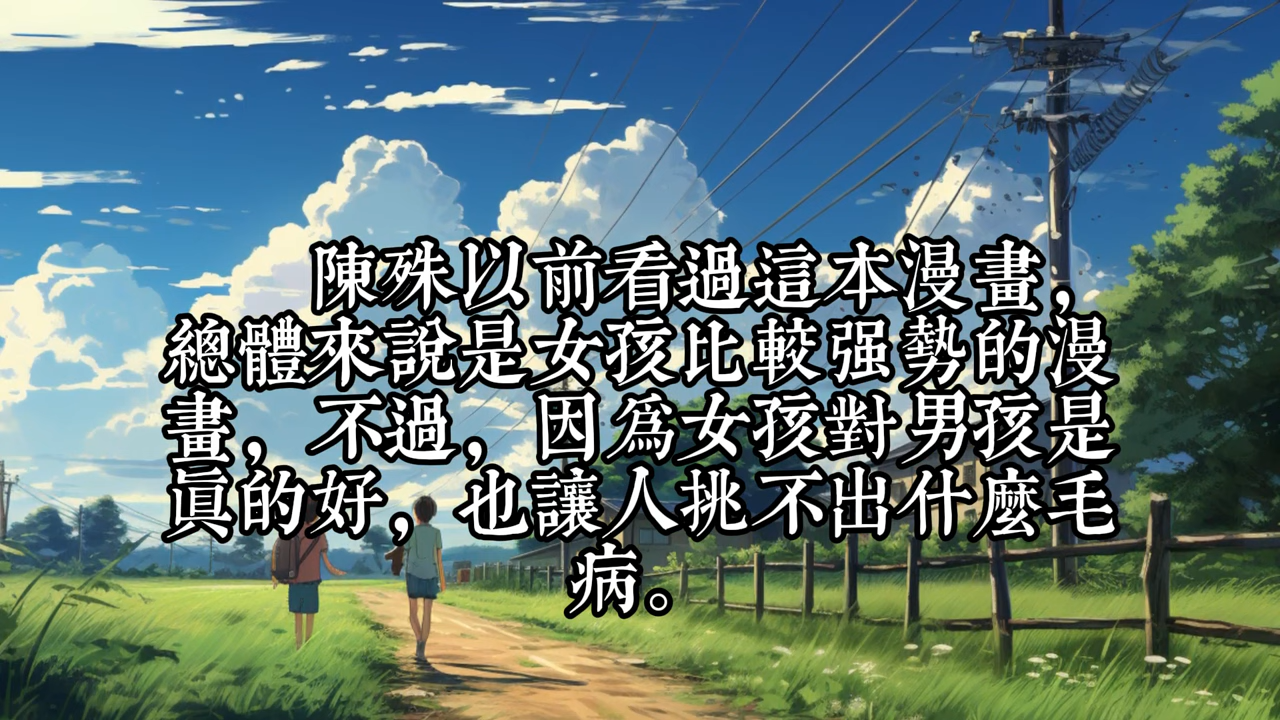 陳殊以前看過這本漫畫，
總體來說是女孩比較强勢的漫
畫，不過，因爲女孩對男孩是
眞的好，也讓人挑不出什麽毛
病。